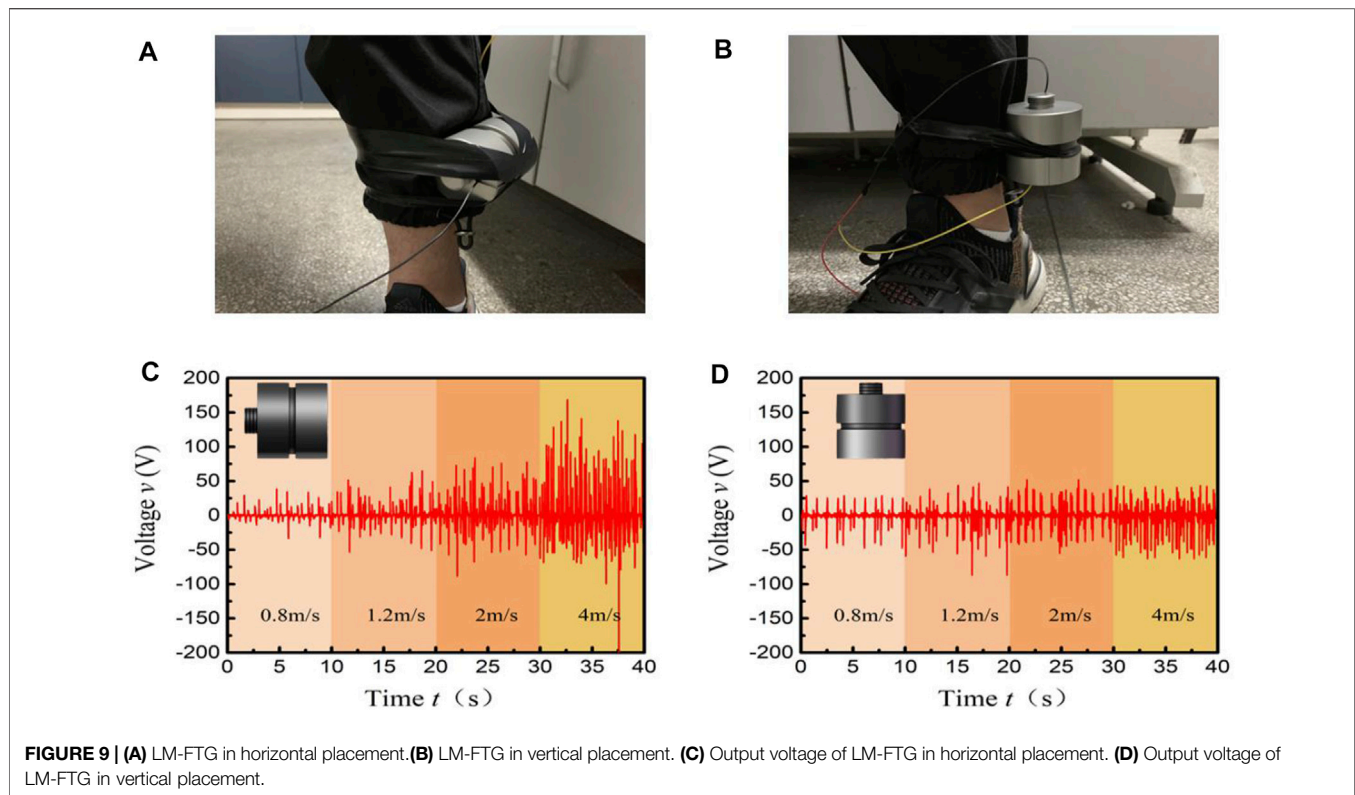 A
B
C
200
150
100
50
0
-50
-100
-150
-200
Voltage v (V)
0.8m/s 1.2m/s 2m/s 4m/s
0 5 10 15 20 25 30 35 40
Time t (s)
D
200
150
100
50
0
-50
-100
-150
-200
Voltage v (V)
0.8m/s 1.2m/s 2m/s 4m/s
0 5 10 15 20 25 30 35 40
Time t (s)
FIGURE 9 | (A) LM-FTG in horizontal placement.(B) LM-FTG in vertical placement. (C) Output voltage of LM-FTG in horizontal placement. (D) Output voltage of
LM-FTG in vertical placement.